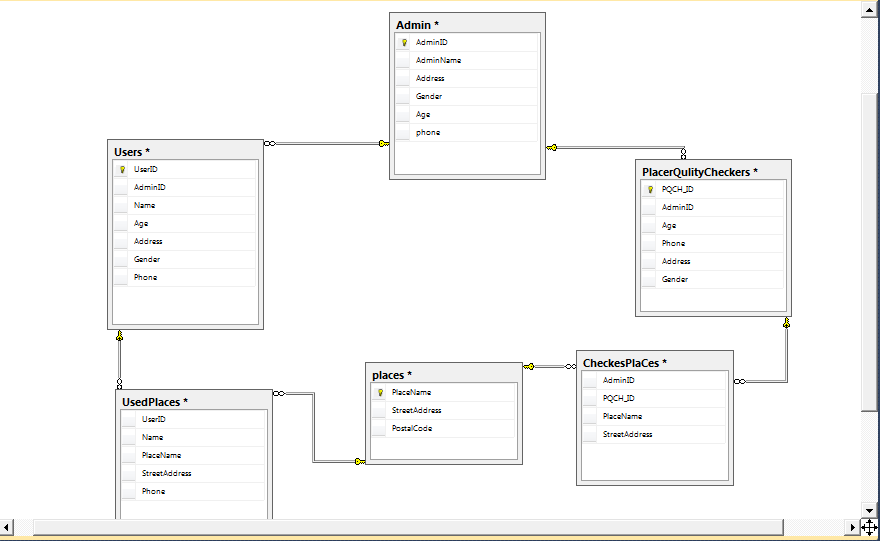 Admin *
AdminID
AdminName
Address
Gender
Age
phone
Users *
UserID
AdminID
Name
Age
Address
Gender
Phone
PlacerQulityCheckers *
PQCH_ID
AdminID
Age
Phone
Address
Gender
places *
PlaceName
StreetAddress
PostalCode
CheckesPlaCes *
AdminID
PQCH_ID
PlaceName
StreetAddress
UsedPlaces *
UserID
Name
PlaceName
StreetAddress
Phone